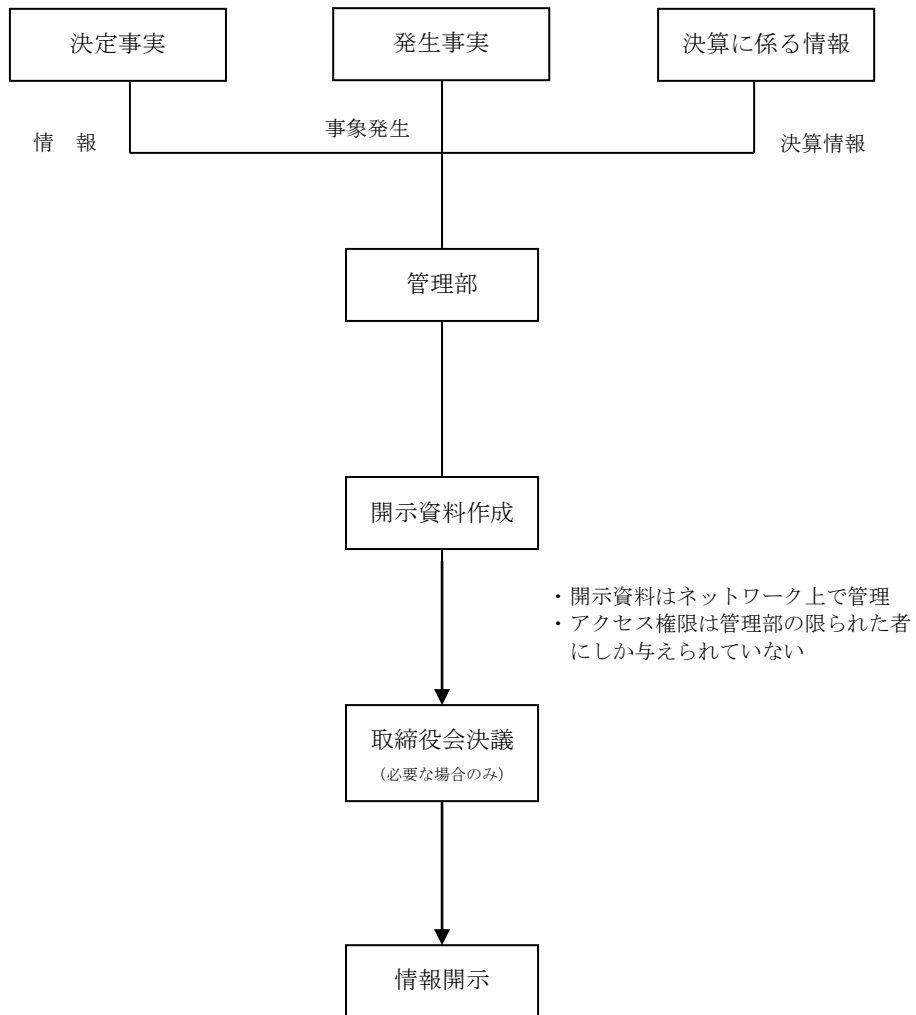 決定事実
発生事実
決算に係る情報
情　報
事象発生
決算情報
管理部
開示資料作成
・開示資料はネットワーク上で管理
・アクセス権限は管理部の限られた者
にしか与えられていない
取締役会決議
（必要な場合のみ）
情報開示